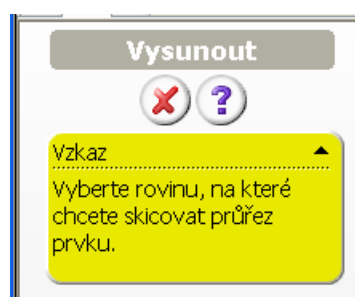 Vysunout
?
Vzkaz
Vyberte rovinu, na které
chcete skicovat průřez
prvku.